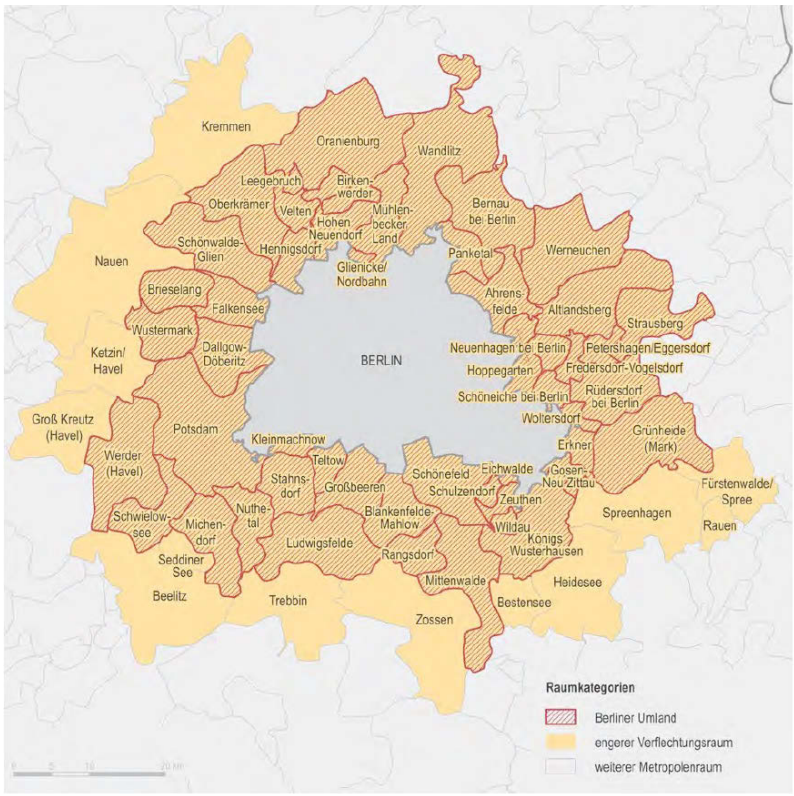 Kremmen
Oranienburg
Wandlitz
Leegebruch
Birken-
werder
Oberkrämer
Velten
Mühlen-
becker
Land
Bernau
bei Berlin
Hohen
Neuendorf
Schönwalde-
Glien
Hennigsdorf
Panketal
Werneuchen
Nauen
Glienicke/
Nordbahn
Brieselang
Falkensee
Ahrens-
felde
Altlandsberg
Strausberg
Wustermark
Ketzin/
Havel
Dallgow-
Döberitz
BERLIN
Neuenhagen bei Berlin
Petershagen/Eggersdorf
Hoppegarten
Fredersdorf-Vogelsdorf
Schöneiche bei Berlin
Rüdersdorf
bei Berlin
Groß Kreutz
(Havel)
Potsdam
Woltersdorf
Kleinmachnow
Erkner
Grünheide
(Mark)
Werder
(Havel)
Teltow
Stahns-
dorf
Großbeeren
Schönefeld
Eichwalde
Gosen-
Neu Zittau
Schulzendorf
Zeuthen
Fürstenwalde/
Spree
Schwielow-
see
Michen-
dorf
Nuthe-
tal
Blankenfelde-
Mahlow
Wildau
Spreenhagen
Rauen
Königs
Wusterhausen
Ludwigsfelde
Rangsdorf
Seddiner
See
Mittenwalde
Heidesee
Beelitz
Trebbin
Bestensee
Zossen
Raumkategorien
Berliner Umland
engerer Verflechtungsraum
weiterer Metropolenraum
0 5 10 20 km